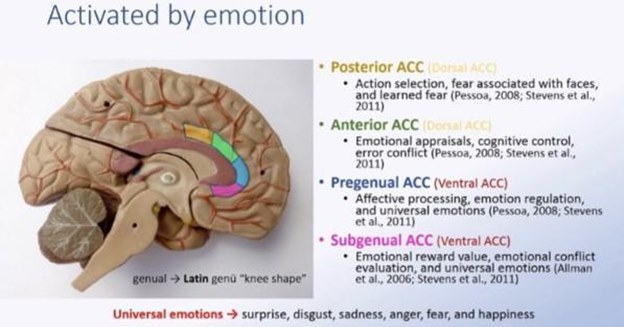 Activated by emotion
• Posterior ACC (Dorsal ACC)
• Action selection, fear associated with faces,
and learned fear (Pessoa, 2008; Stevens et al.,
2011)
• Anterior ACC (Dorsal ACC)
• Emotional appraisals, cognitive control,
error conflict (Pessoa, 2008; Stevens et al.,
2011)
• Pregenual ACC (Ventral ACC)
• Affective processing, emotion regulation,
and universal emotions (Pessoa, 2008; Stevens
et al., 2011)
• Subgenual ACC (Ventral ACC)
• Emotional reward value, emotional conflict
evaluation, and universal emotions (Allman
et al., 2006; Stevens et al., 2011)
genual → Latin genū "knee shape"
Universal emotions → surprise, disgust, sadness, anger, fear, and happiness